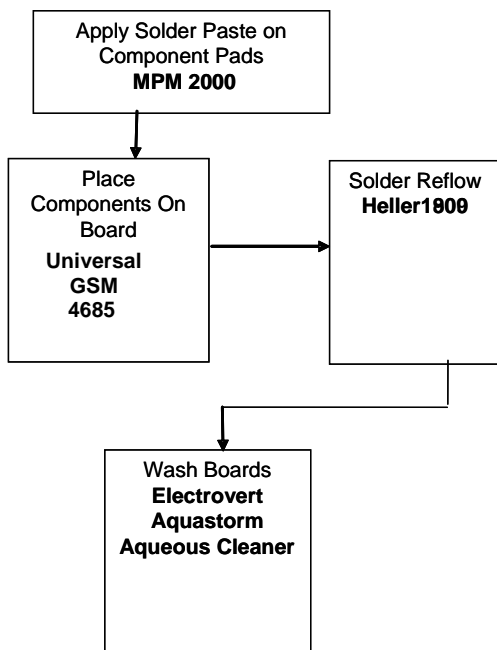 Apply Solder Paste on
Component Pads
MPM 2000
Place
Components On
Board
Universal
GSM
4685
Solder Reflow
Wash Boards
Electrovert
Aquastorm
Aqueous Cleaner